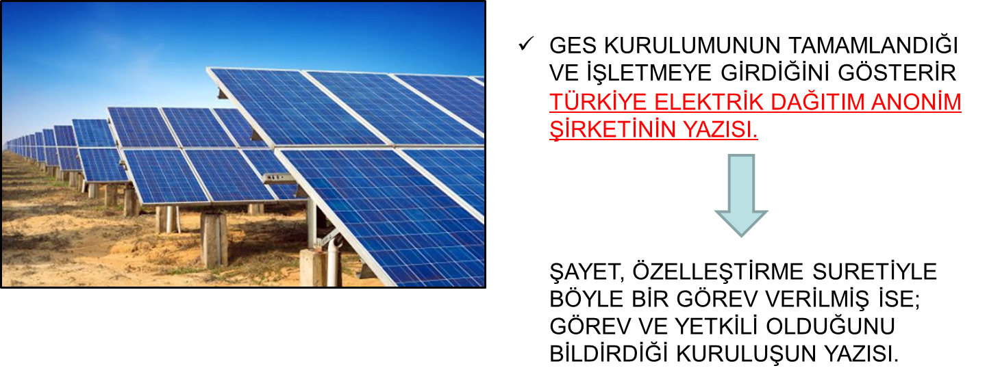 GES KURULUMUNUN TAMAMLANDIĞI
VE İŞLETMEYE GİRDİĞİNİ GÖSTERİR
TÜRKİYE ELEKTRİK DAĞITIM ANONİM
ŞİRKETİNİN YAZISI.
ŞAYET, ÖZELLEŞTİRME SURETİYLE
BÖYLE BİR GÖREV VERİLMİŞ İSE;
GÖREV VE YETKİLİ OLDUĞUNU
BİLDİRDİĞİ KURULUŞUN YAZISI.